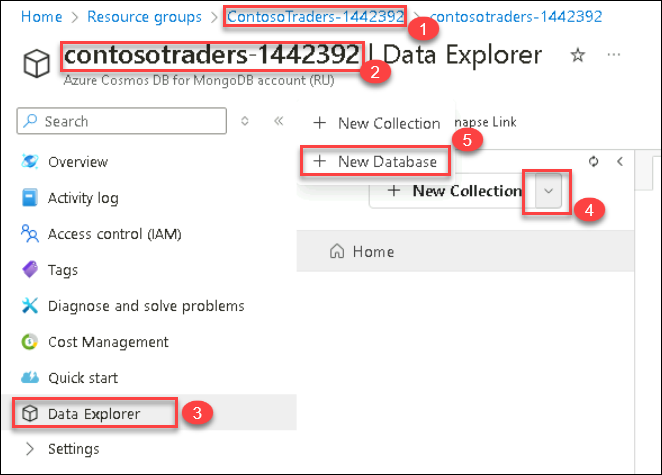 Home > Resource groups > ContosoTraders-1442392 > contosotraders-1442392
1
contosotraders-1442392 | Data Explorer
2
Azure Cosmos DB for MongoDB account (RU)
Search
+ New Collection
napse Link
5
+ New Database
Overview
+ New Collection
4
Activity log
Access control (IAM)
Home
Tags
Diagnose and solve problems
Cost Management
Quick start
Data Explorer
3
Settings